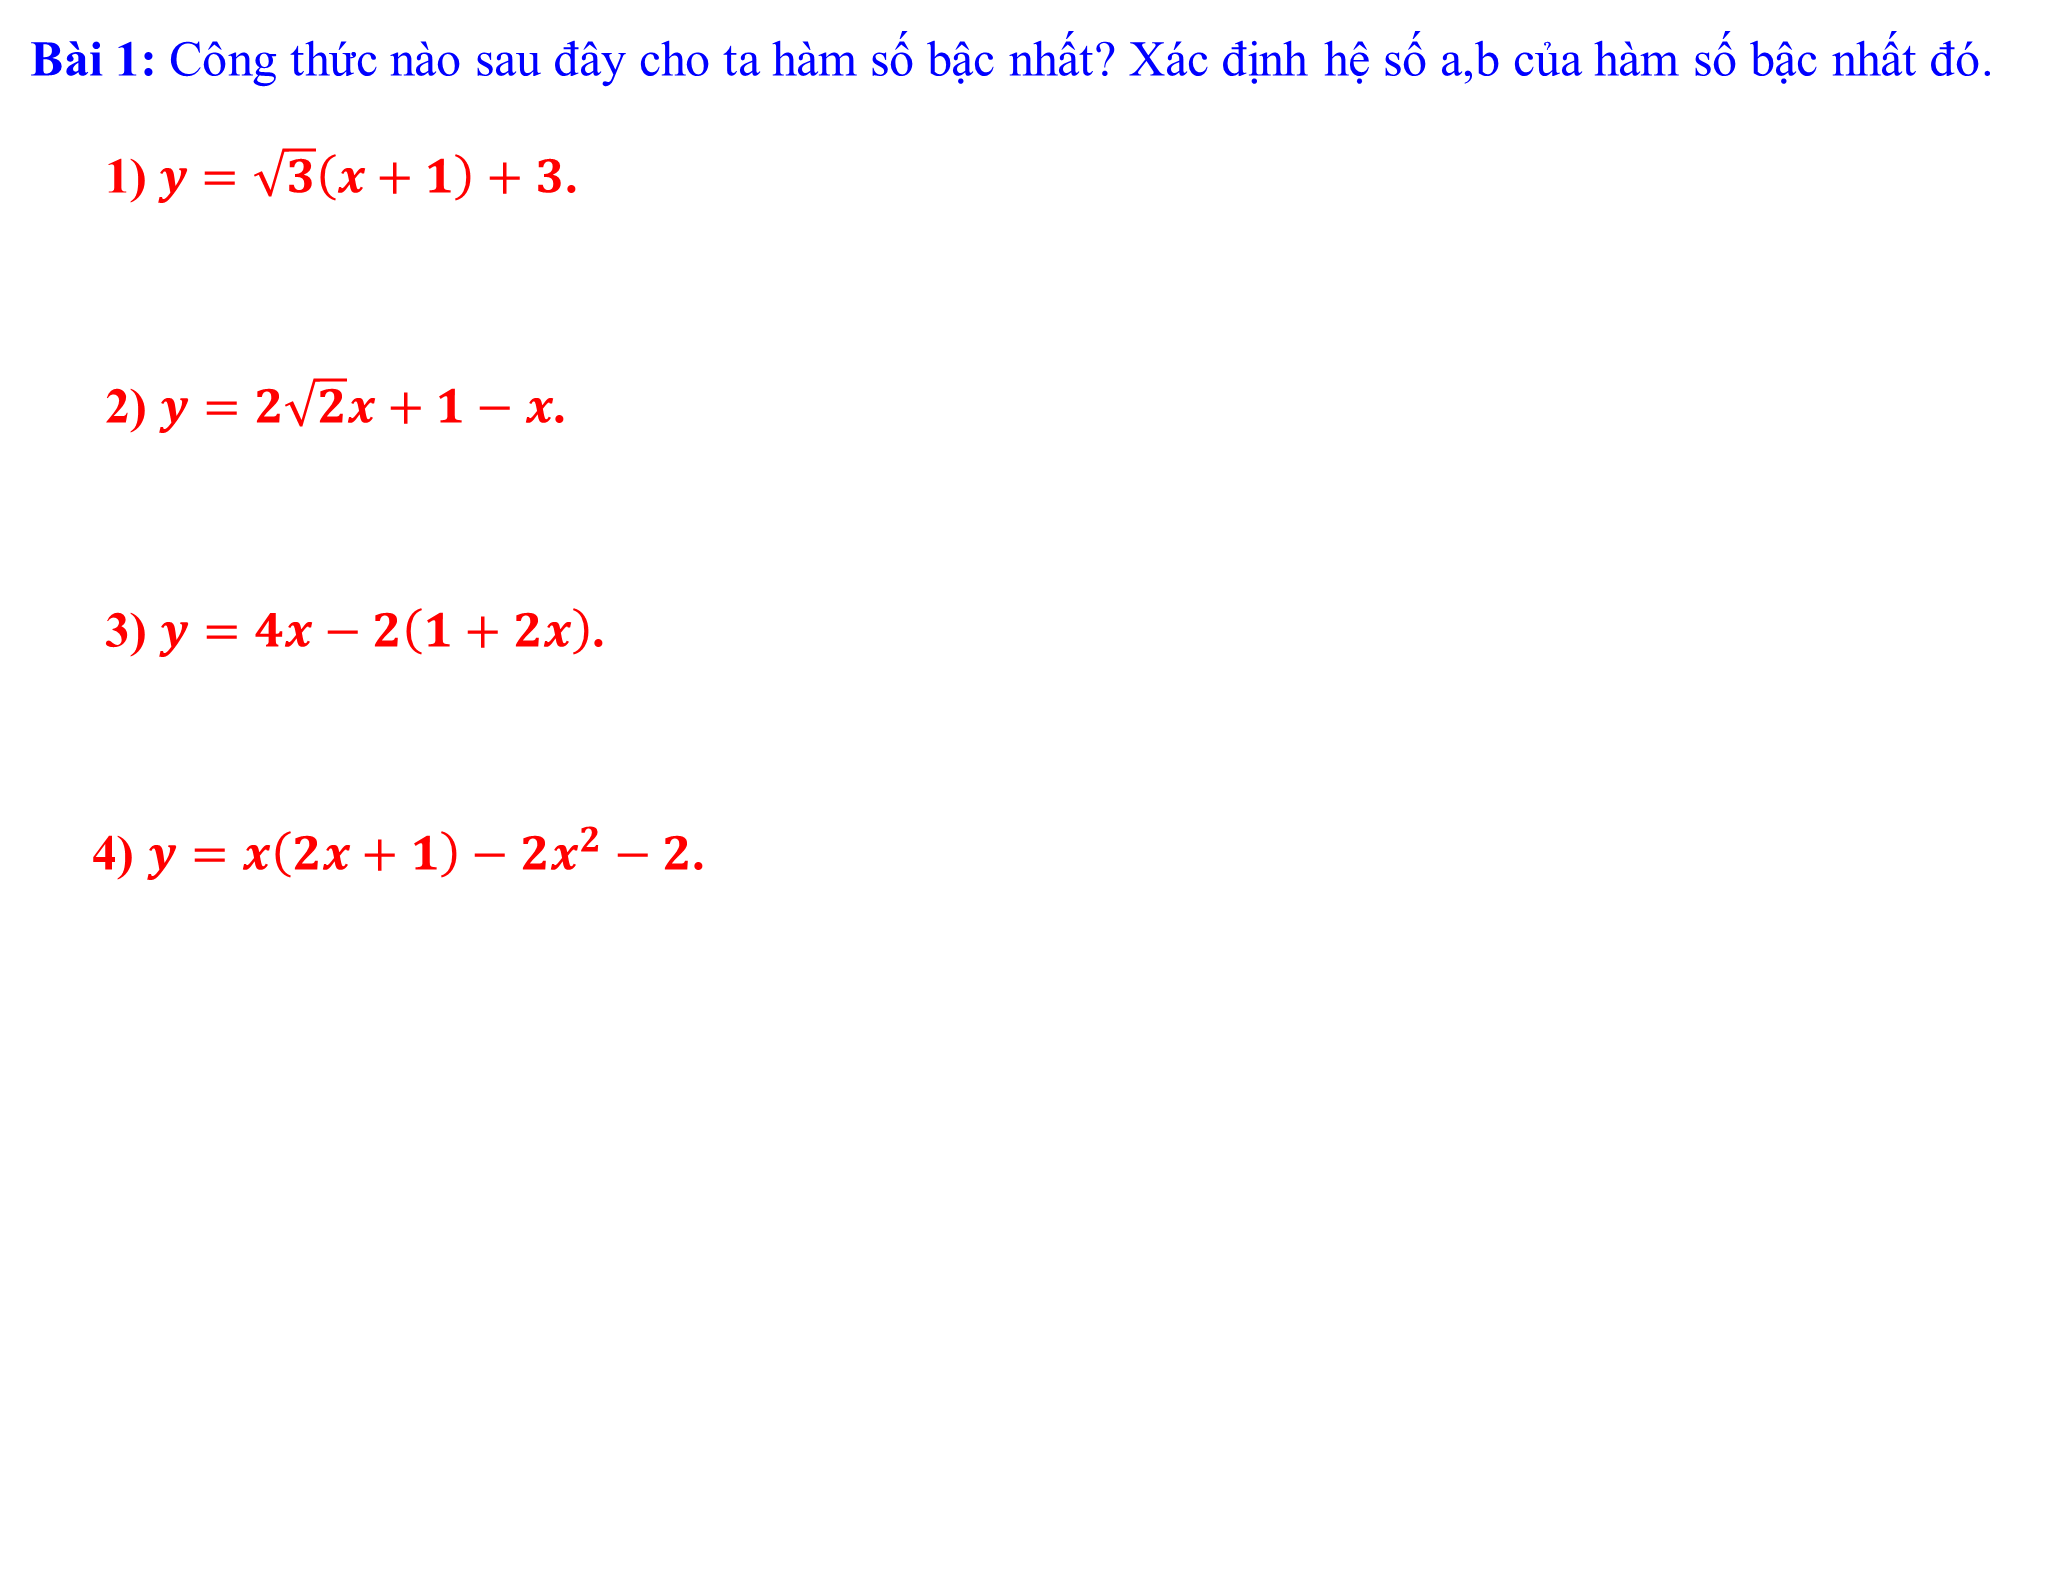 Bài 1: Công thức nào sau đây cho ta hàm số bậc nhất? Xác định hệ số a,b của hàm số bậc nhất đó.
1) y = √3(x + 1) + 3.
2) y = 2√2x + 1 − x.
3) y = 4x − 2(1 + 2x).
4) y = x(2x + 1) − 2x² − 2.